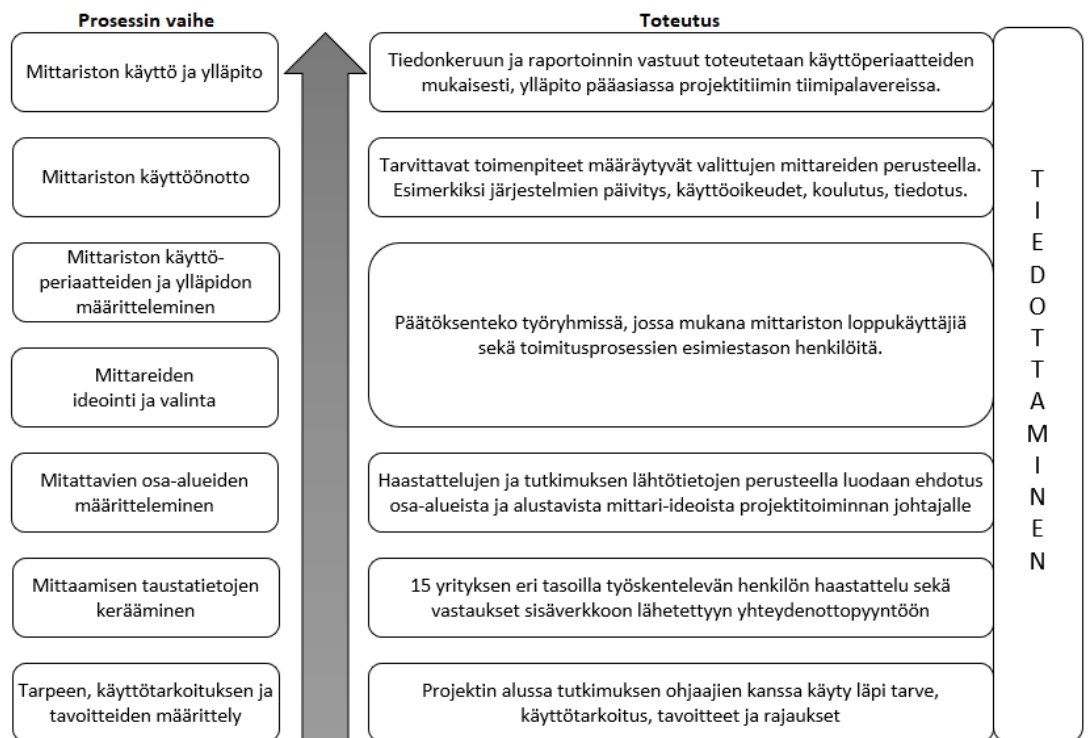 Prosessin vaihe
Toteutus
Mittariston käyttö ja ylläpito
Tiedonkeruun ja raportoinnin vastuut toteutetaan käyttöperiaatteiden
mukaisesti, ylläpito pääasiassa projektitiimin tiimipalavereissa.
Mittariston käyttöönotto
Tarvittavat toimenpiteet määräytyvät valittujen mittareiden perusteella.
Esimerkiksi järjestelmien päivitys, käyttöoikeudet, koulutus, tiedotus.
Mittariston käyttö-
periaatteiden ja ylläpidon
määritteleminen
Mittareiden
ideointi ja valinta
Päätöksenteko työryhmissä, jossa mukana mittariston loppukäyttäjiä
sekä toimitusprosessien esimiestason henkilöitä.
Mitattavien osa-alueiden
määritteleminen
Haastattelujen ja tutkimuksen lähtötietojen perusteella luodaan ehdotus
osa-alueista ja alustavista mittari-ideoista projektitoiminnan johtajalle
Mittaamisen taustatietojen
kerääminen
15 yrityksen eri tasoilla työskentelevän henkilön haastattelu sekä
vastaukset sisäverkkoon lähetettyyn yhteydenottopyyntöön
Tarpeen, käyttötarkoituksen ja
tavoitteiden määrittely
Projektin alussa tutkimuksen ohjaajien kanssa käyty läpi tarve,
käyttötarkoitus, tavoitteet ja rajaukset
TIEDOTTAMINEN